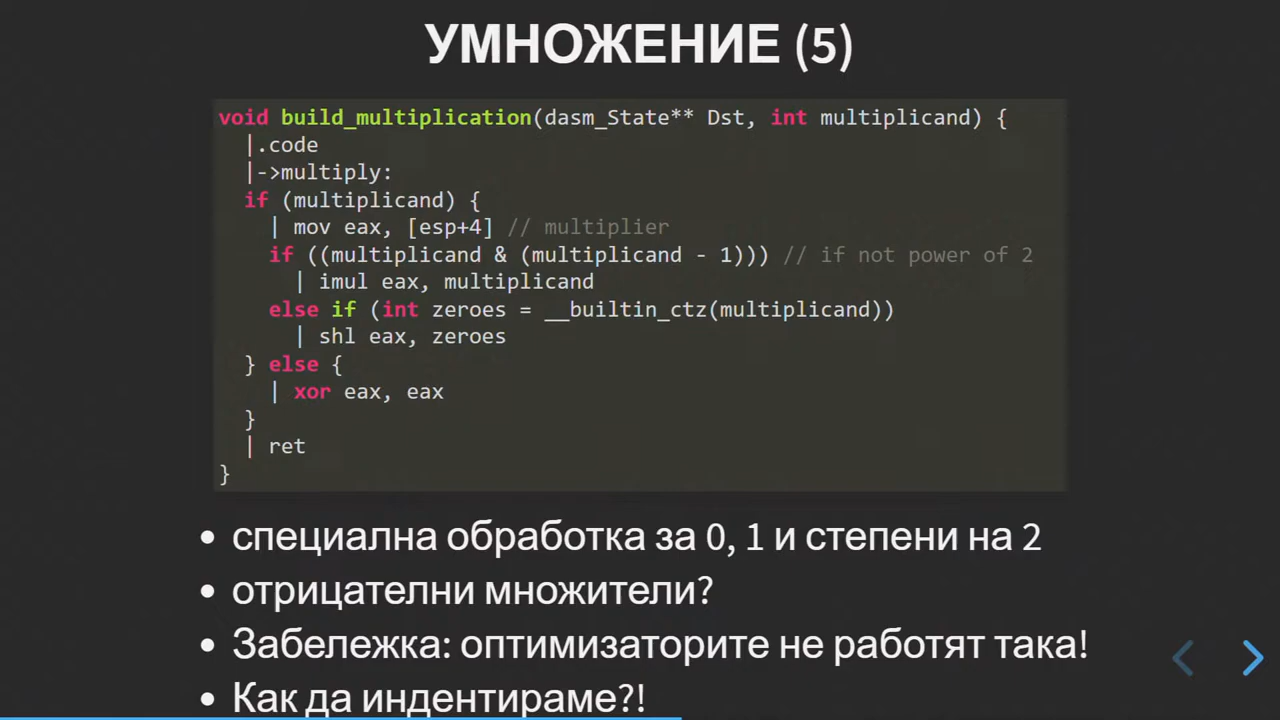 УМНОЖЕНИЕ (5)
void build_multiplication(dasm_State** Dst, int multiplicand) {
|.code
|->multiply:
if (multiplicand) {
| mov eax, [esp+4] // multiplier
if ((multiplicand & (multiplicand - 1))) // if not power of 2
| imul eax, multiplicand
else if (int zeroes = __builtin_ctz(multiplicand))
| shl eax, zeroes
} else {
| xor eax, eax
}
| ret
}
• специална обработка за 0, 1 и степени на 2
• отрицателни множители?
• Забележка: оптимизаторите не работят така!
• Как да индентираме?!